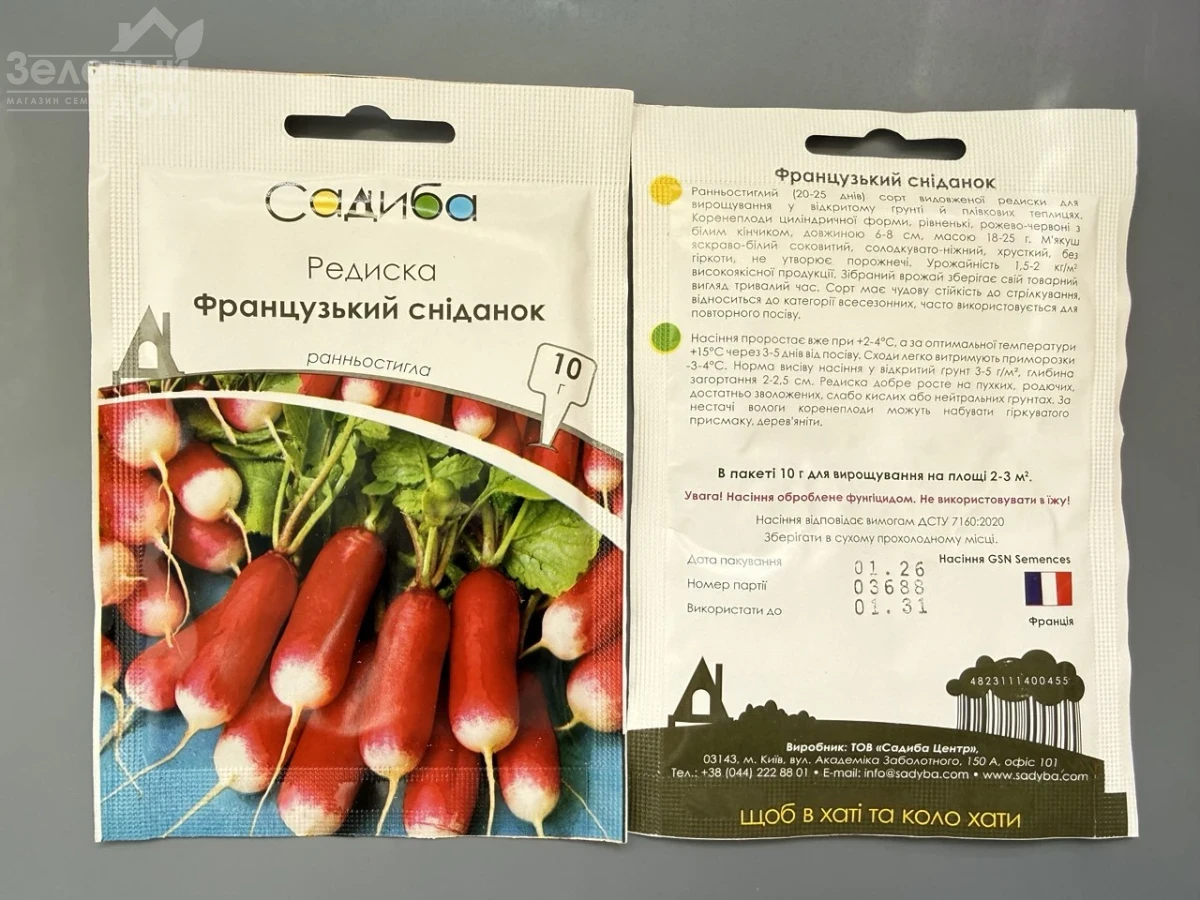 Зеленый
ДОМ
МАГАЗИН СЕМ
Садиба
Редиска
Французький сніданок
ранньостигла
10
г
Французький сніданок
Ранньостиглий (20-25 днів) сорт видовженої редиски для
вирощування у відкритому ґрунті й плівкових теплицях.
Коренеплоди циліндричної форми, рівненькі, рожево-червоні з
білим кінчиком, довжиною 6-8 см, масою 18-25 г. М'якуш
яскраво-білий соковитий, солодкувато-ніжний, хрусткий, без
гіркоти, не утворює порожнечі. Урожайність 1,5-2 кг/м²
високоякісної продукції. Зібраний врожай зберігає свій товарний
вигляд тривалий час. Сорт має чудову стійкість до стрілкування,
відноситься до категорії всесезонних, часто використовується для
повторного посіву.
Насіння проростає вже при +2-4°С, а за оптимальної температури
+15°С через 3-5 днів від посіву. Сходи легко витримують приморозки
-3-4°С. Норма висіву насіння у відкритий ґрунт 3-5 г/м², глибина
загортання 2-2,5 см. Редиска добре росте на пухких, родючих,
достатньо зволожених, слабо кислих або нейтральних ґрунтах. За
нестачі вологи коренеплоди можуть набувати гіркуватого
присмаку, дерев'яніти.
В пакеті 10 г для вирощування на площі 2-3 м².
Увага! Насіння оброблене фунгіцидом. Не використовувати в їжу!
Насіння відповідає вимогам ДСТУ 7160:2020
Зберігати в сухому прохолодному місці.
Дата пакування 01.26 Насіння GSN Semences
Номер партії 03688
Використати до 01.31
Франція
4823111400455
Виробник: ТОВ «Садиба Центр»,
03143, м. Київ, вул. Академіка Заболотного, 150 А, офіс 101
Тел.: +38 (044) 222 88 01 • E-mail: info@sadyba.com • www.sadyba.com
ЩОБ В ХАТІ ТА КОЛО ХАТИ